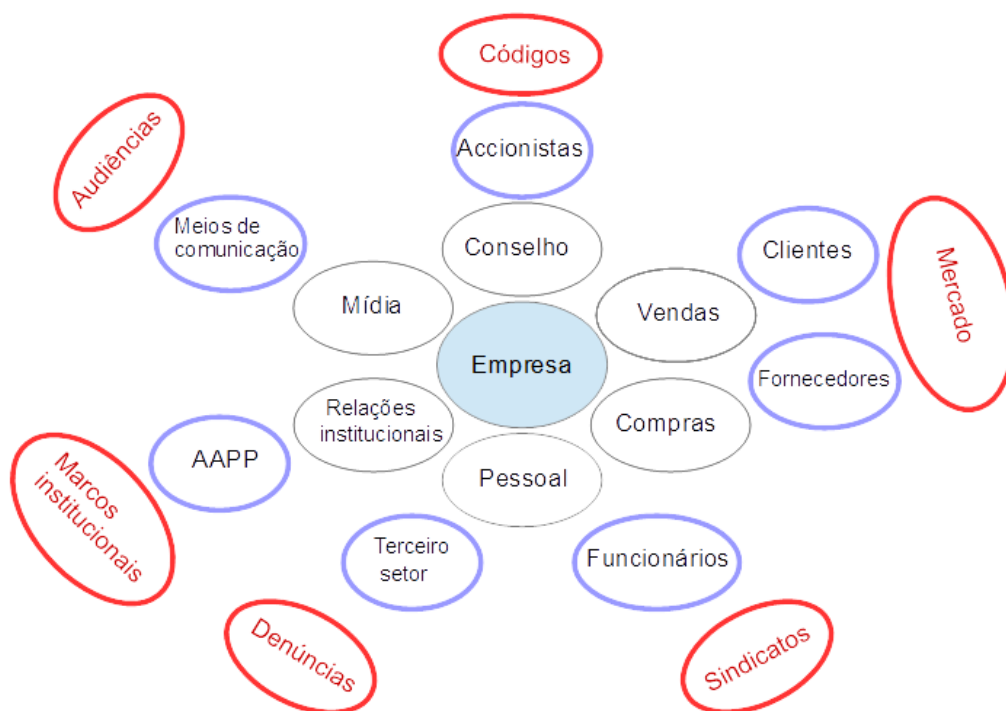 Códigos
Accionistas
Audiências
Meios de
comunicação
Conselho
Clientes
Mercado
Mídia
Vendas
Empresa
Fornecedores
Relações
institucionais
Compras
AAPP
Pessoal
Marcos
institucionais
Terceiro
setor
Funcionários
Denúncias
Sindicatos